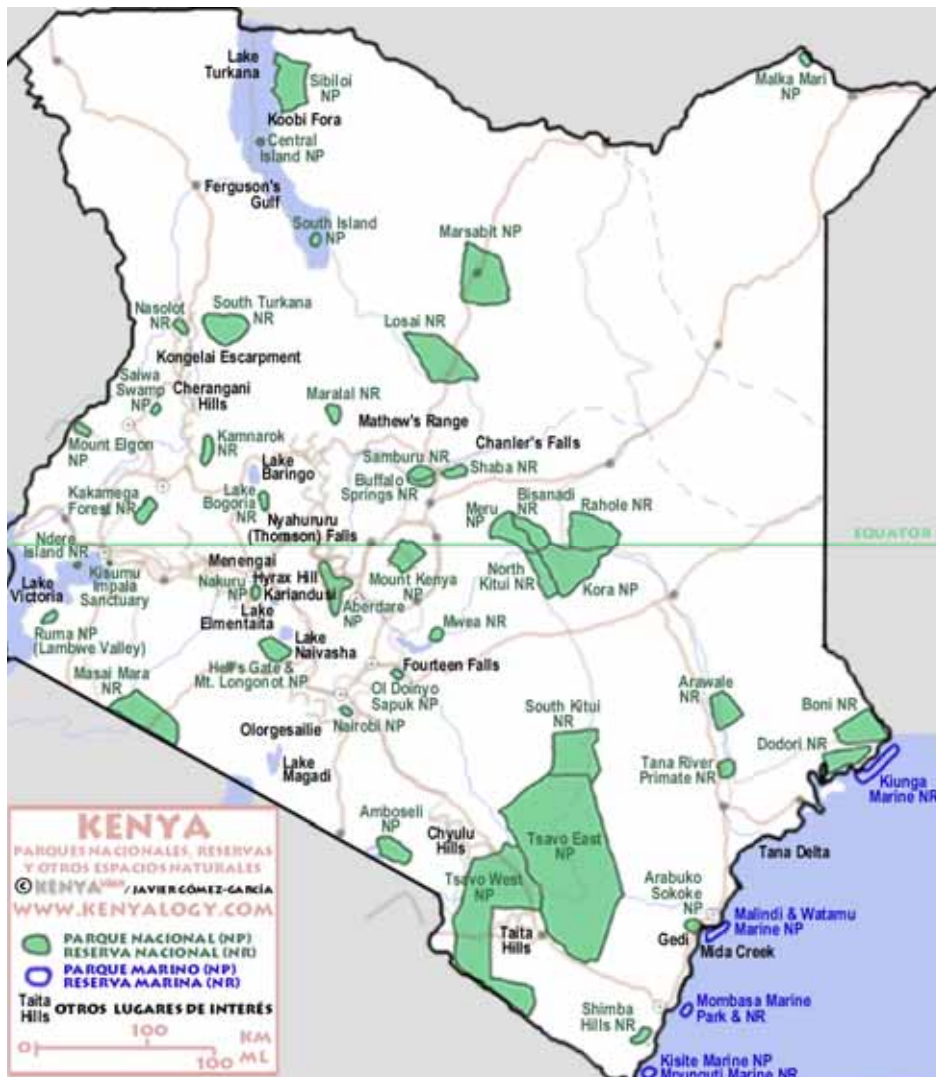 Lake
Turkana
Sibiloi
NP
Koobi Fora
Central
Island NP
Malka Mari
NP
Ferguson's
Gulf
South Island
NP
Marsabit NP
Nasolot
NR
South Turkana
NR
Losai NR
Kongelai Escarpment
Saiwa
Swamp
NP
Cherangani
Hills
Maralal NR
Mathew's Range
Mount Elgon
NP
Kamnarok
NR
Lake
Baringo
Chanler's Falls
Samburu NR
Shaba NR
Buffalo
Springs NR
Kakamega
Forest NR
Lake
Bogoria
NR
Nyahururu
(Thomson) Falls
Meru
NP
Bisanadi
NR
Rahole NR
EQUATOR
Ndere
Island NR
Kisumu
Impala
Sanctuary
Menengai
Hyrax Hill
Nakuru
NP
Kariandusi
Mount Kenya
NP
North
Kitui NR
Kora NP
Lake
Victoria
Lake
Elmentaita
Aberdare
NP
Mwea NR
Ruma NP
(Lambwe Valley)
Lake
Naivasha
Hell's Gate &
Mt. Longonot NP
Fourteen Falls
Masai Mara
NR
Ol Doinyo
Sapuk NP
Nairobi NP
Olorgesailie
South Kitui
NR
Arawale
NR
Boni NR
Dodori NR
Lake
Magadi
Tana River
Primate NR
Kiunga
Marine NR
Amboseli
NP
Chyulu
Hills
Tsavo East
NP
Tana Delta
Tsavo West
NP
Arabuko
Sokoke
NP
Taita
Hills
Gedi
Malindi & Watamu
Marine NP
Mida Creek
Shimba
Hills NR
Mombasa Marine
Park & NR
Kisite Marine NP
Mpunguti Marine NR
KENYA
PARQUES NACIONALES, RESERVAS
Y OTROS ESPACIOS NATURALES
© KENYALOGY / JAVIER GÓMEZ-GARCÍA
WWW.KENYALOGY.COM
PARQUE NACIONAL (NP)
RESERVA NACIONAL (NR)
PARQUE MARINO (NP)
RESERVA MARINA (NR)
Taita
Hills
OTROS LUGARES DE INTERÉS
0 100 KM
100 ML